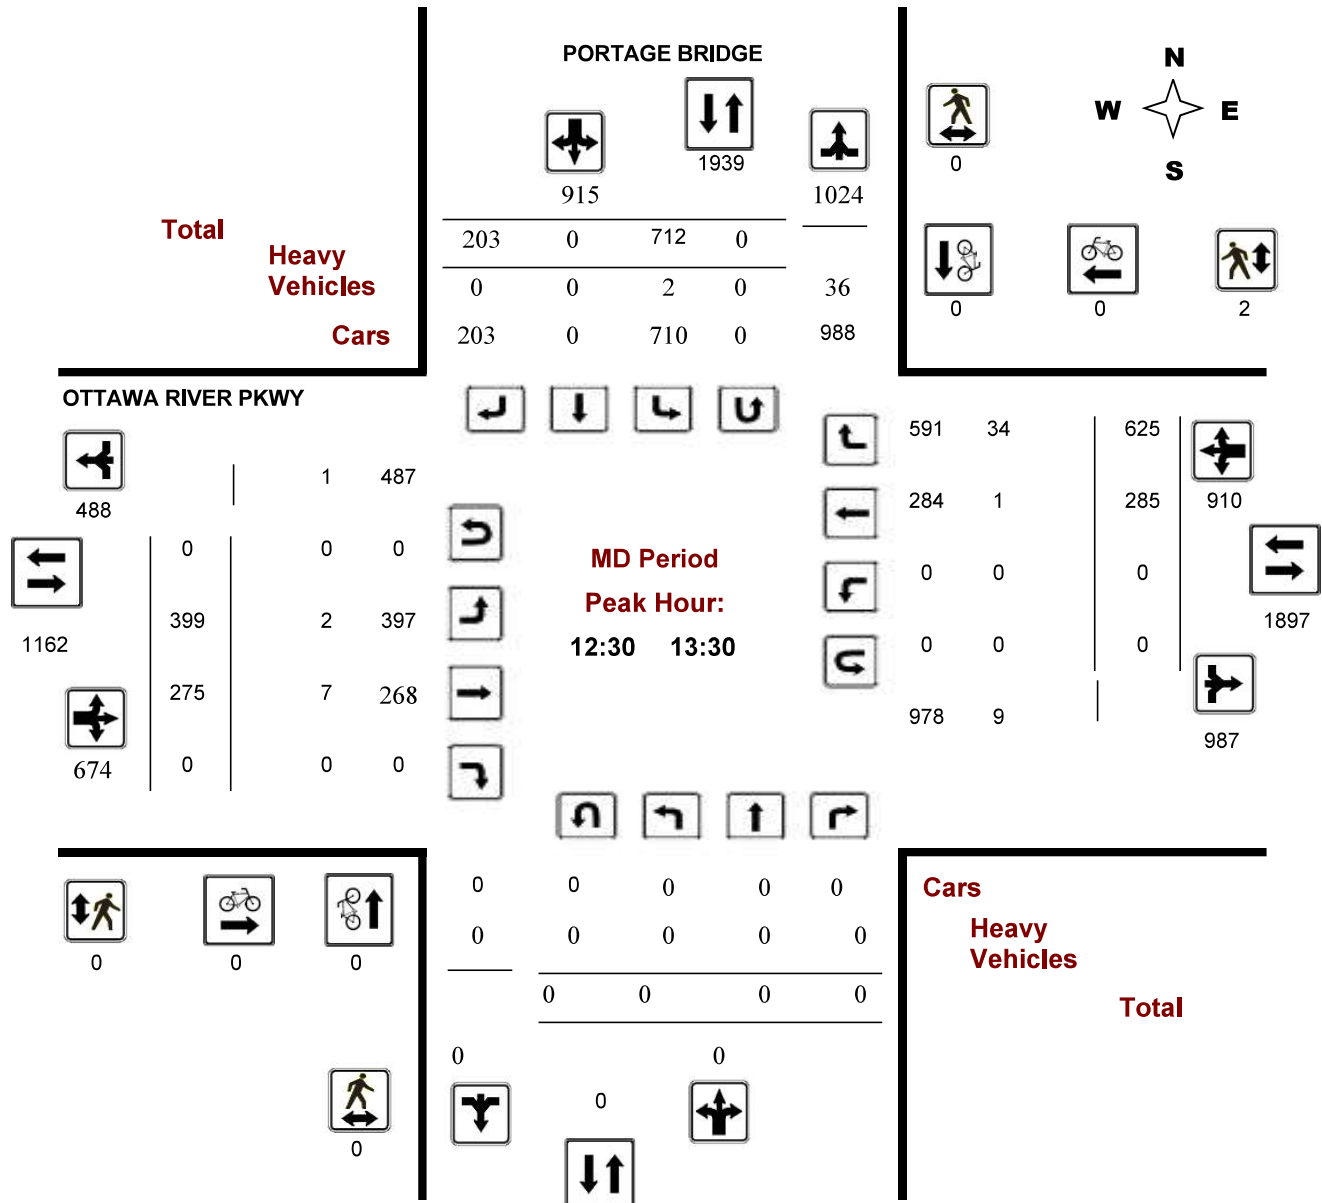 PORTAGE BRIDGE
N
W E
S
1939
0
915
1024
Total
203 0 712 0
Heavy
Vehicles
0 0 2 0 36
0 0 2
Cars
203 0 710 0 988
OTTAWA RIVER PKWY
591 34 625
1 487
488
284 1 285
910
0 0 0
MD Period
0 0 0
Peak Hour:
399 2 397
1897
12:30 13:30
1162
0 0 0
275 7 268
978 9
987
674
0 0 0
0 0 0 0 0
Cars
0 0 0 0 0
Heavy
Vehicles
0 0 0
0 0 0 0
Total
0 0
0
0